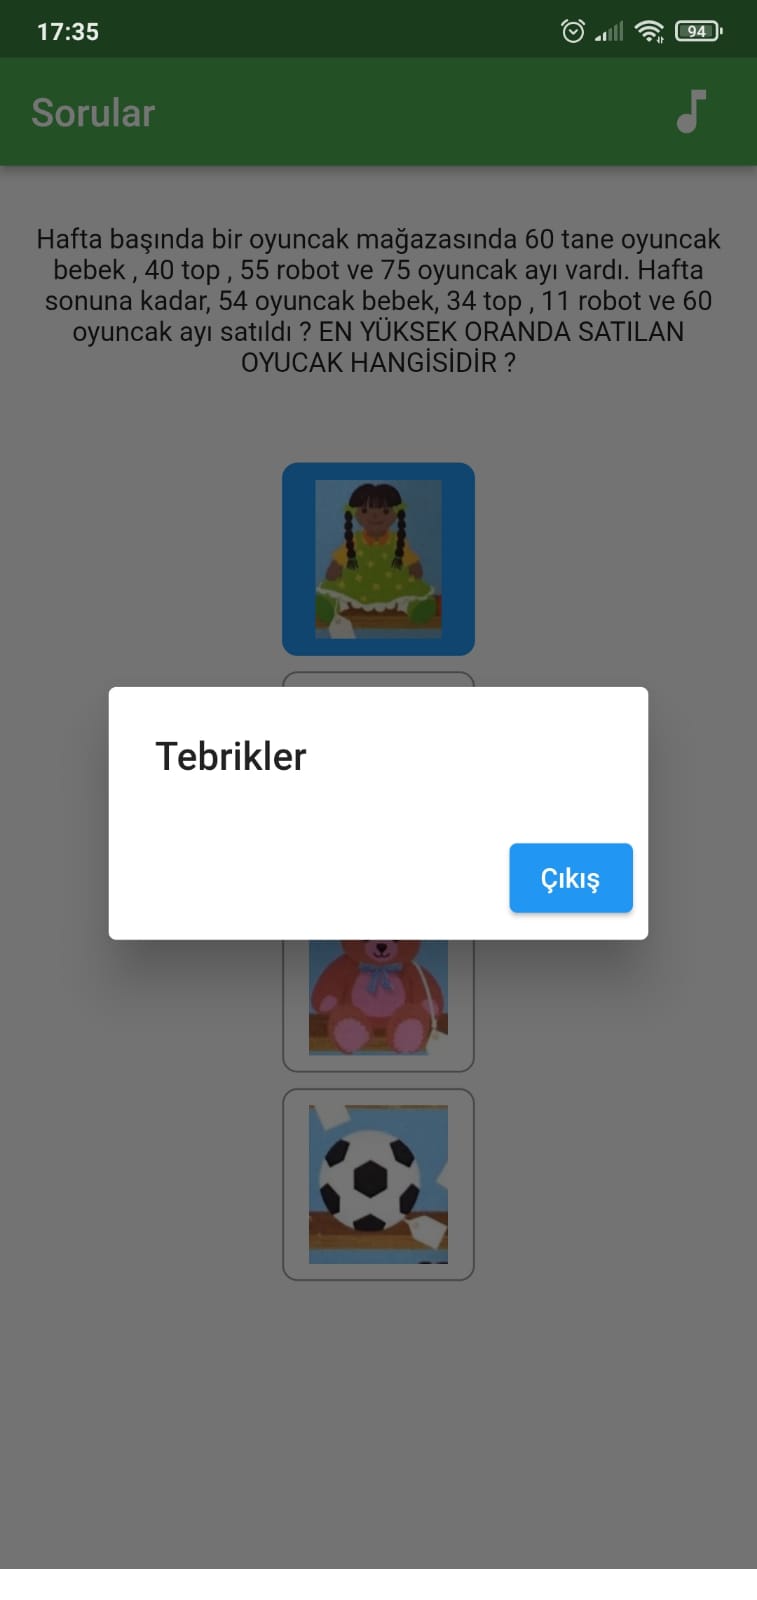 17:35
94
Sorular
Hafta başında bir oyuncak mağazasında 60 tane oyuncak
bebek , 40 top , 55 robot ve 75 oyuncak ayı vardı. Hafta
sonuna kadar, 54 oyuncak bebek, 34 top , 11 robot ve 60
oyuncak ayı satıldı ? EN YÜKSEK ORANDA SATILAN
OYUCAK HANGİSİDİR ?
Tebrikler
Çıkış